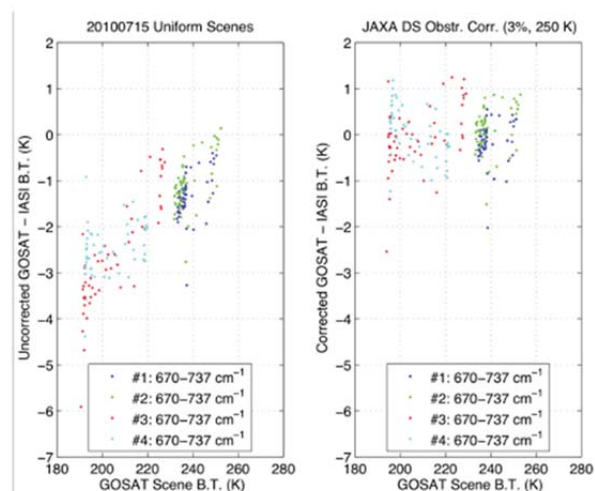 20100715 Uniform Scenes
2
1
0
−1
−2
−3
−4
−5
−6
−7
Uncorrected GOSAT − IASI B.T. (K)
#1: 670−737 cm−1
#2: 670−737 cm−1
#3: 670−737 cm−1
#4: 670−737 cm−1
180 200 220 240 260 280
GOSAT Scene B.T. (K)
JAXA DS Obstr. Corr. (3%, 250 K)
2
1
0
−1
−2
−3
−4
−5
−6
−7
Corrected GOSAT − IASI B.T. (K)
#1: 670−737 cm−1
#2: 670−737 cm−1
#3: 670−737 cm−1
#4: 670−737 cm−1
180 200 220 240 260 280
GOSAT Scene B.T. (K)